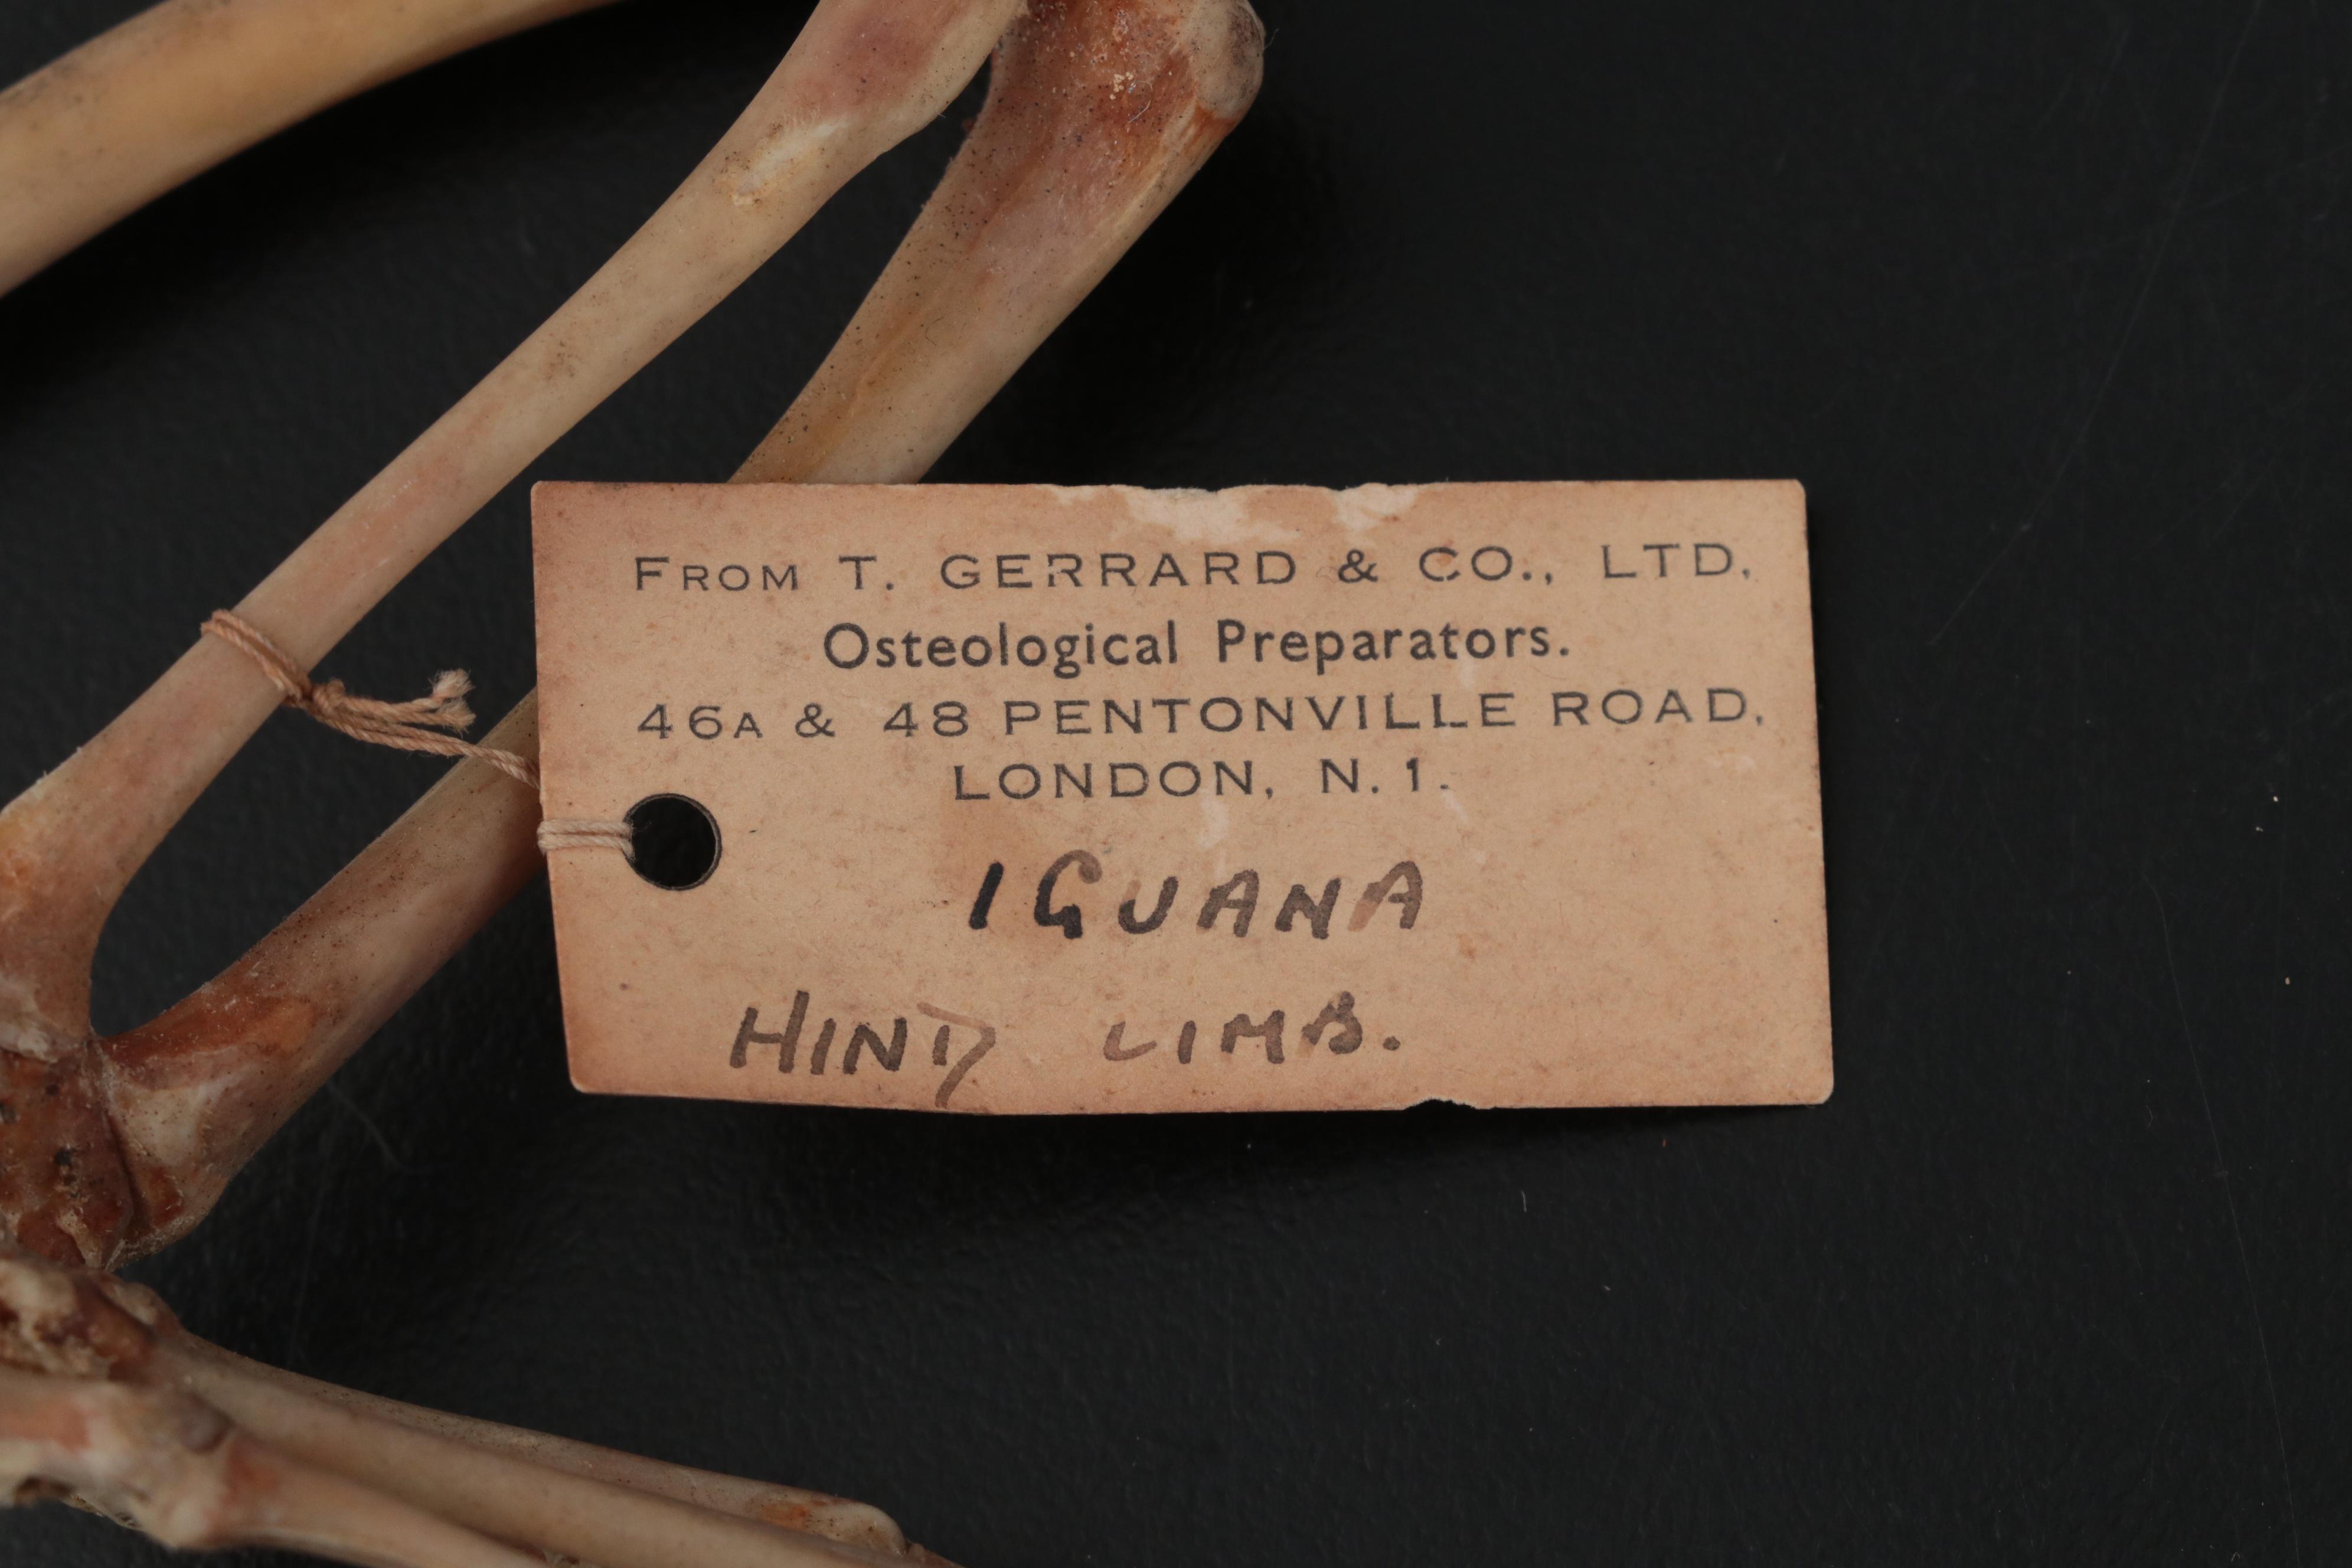 FROM T. GERRARD & CO., LTD.
Osteological Preparators.
46A & 48 PENTONVILLE ROAD,
LONDON, N.1.
IGUANA
HIND LIMB.